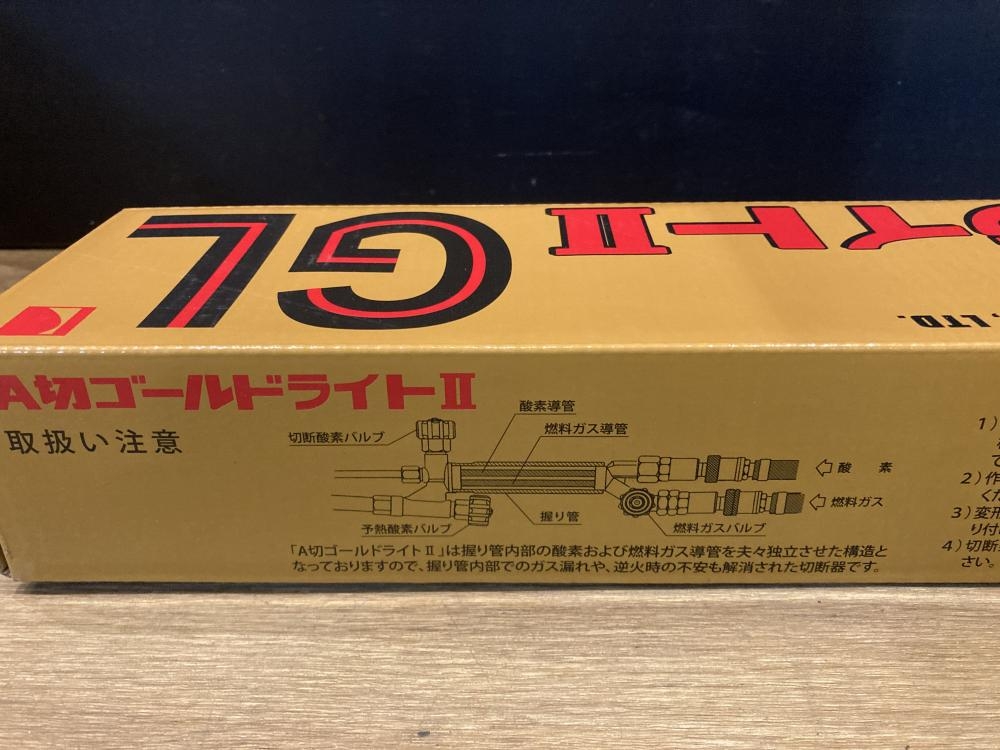 GL
イトII
.LTD.
A切ゴールドライトII
取扱い注意
酸素導管
燃料ガス導管
切断酸素バルブ
酸 素
燃料ガス
握り管
予熱酸素バルブ
燃料ガスバルブ
「A切ゴールドライトII」は握り管内部の酸素および燃料ガス導管を夫々独立させた構造と
なっておりますので、握り管内部でのガス漏れや、逆火時の不安も解消された切断器です。
1)
2)作
3)変形
り付
4)切断
さい。